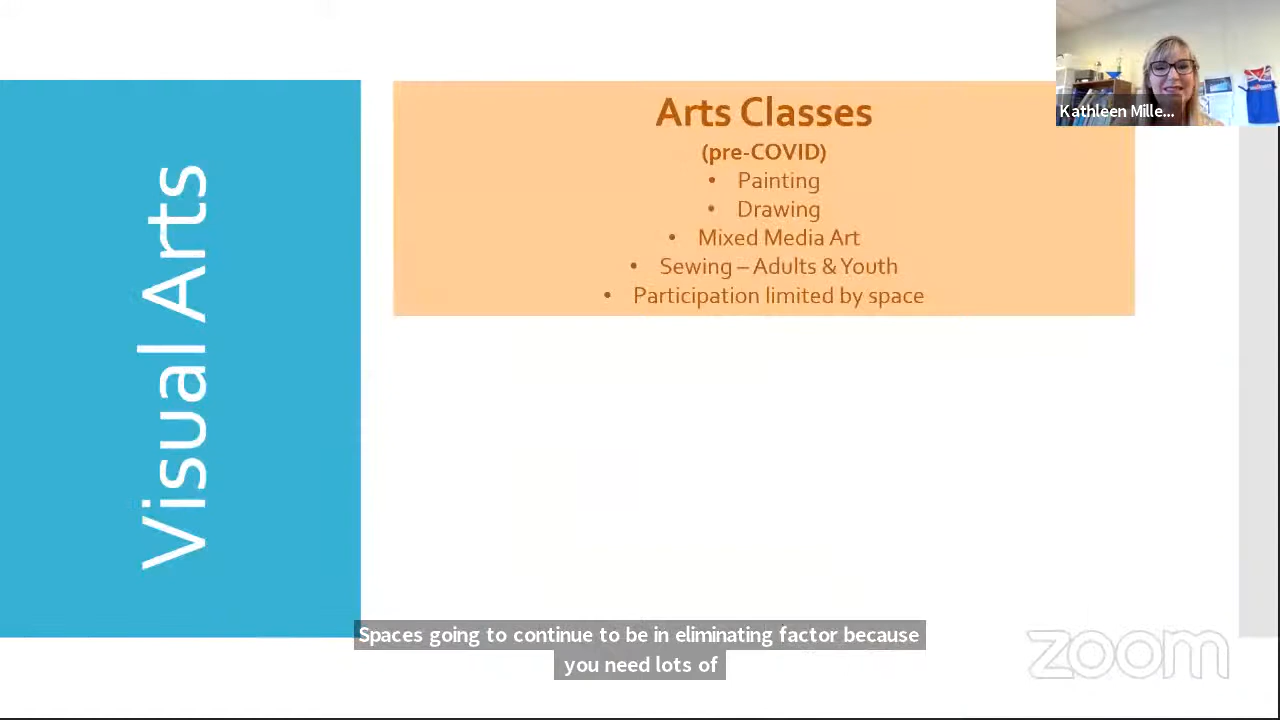 Visual Arts
Arts Classes
(pre-COVID)
• Painting
• Drawing
• Mixed Media Art
• Sewing – Adults & Youth
• Participation limited by space
Kathleen Mille...
Spaces going to continue to be in eliminating factor because
you need lots of
zoom